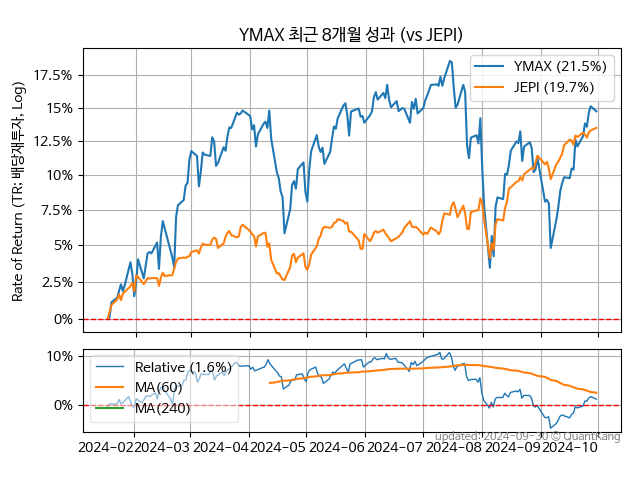 YMAX 최근 8개월 성과 (vs JEPI)
Rate of Return (TR: 배당재투자, Log)
17.5%
15%
12.5%
10%
7.5%
5%
2.5%
0%
YMAX (21.5%)
JEPI (19.7%)
10%
0%
Relative (1.6%)
MA(60)
MA(240)
2024-02 2024-03 2024-04 2024-05 2024-06 2024-07 2024-08 2024-09 2024-10
updated: 2024-09-30 © QuantKang